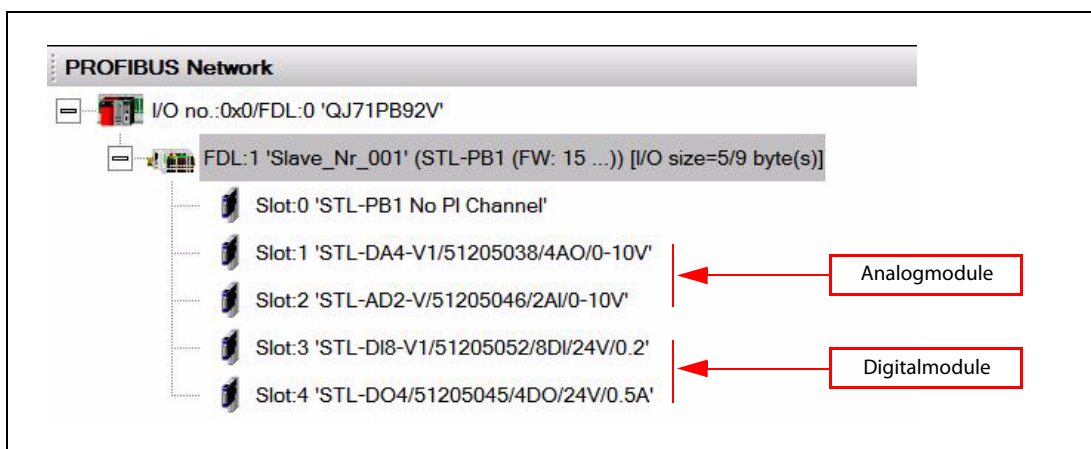 PROFIBUS Network
I/O no.:0x0/FDL:0 'QJ71PB92V'
FDL:1 'Slave_Nr_001' (STL-PB1 (FW: 15 ...)) [I/O size=5/9 byte(s)]
Slot:0 'STL-PB1 No PI Channel'
Slot:1 'STL-DA4-V1/51205038/4AO/0-10V'
Analogmodule
Slot:2 'STL-AD2-V/51205046/2AI/0-10V'
Slot:3 'STL-DI8-V1/51205052/8DI/24V/0.2'
Digitalmodule
Slot:4 'STL-DO4/51205045/4DO/24V/0.5A'